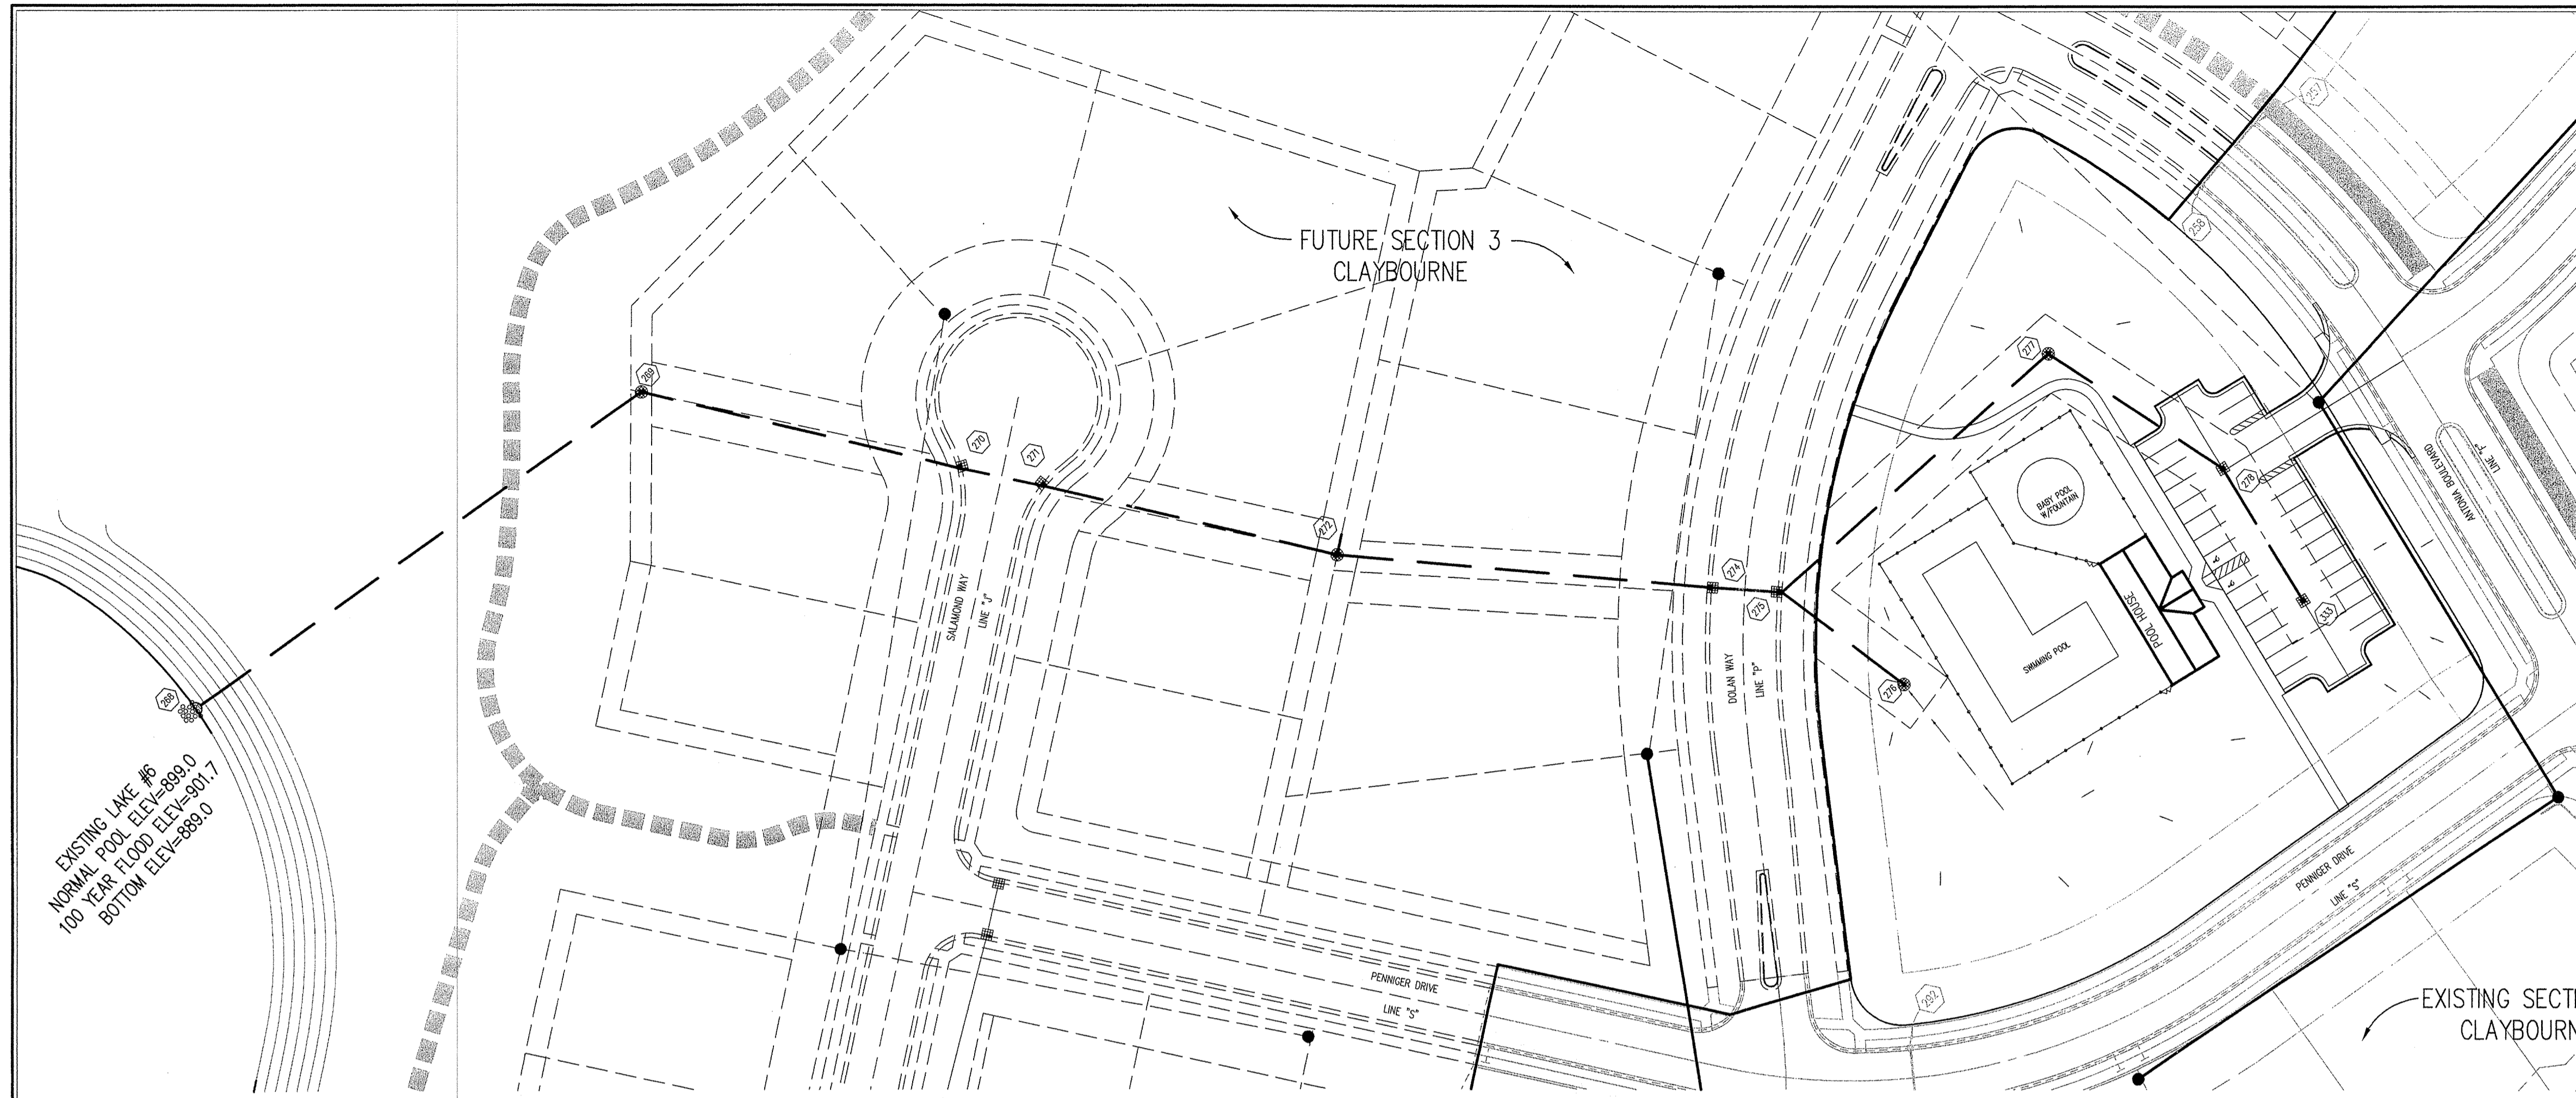 FUTURE SECTION 3
CLAYBOURNE
257
258
269
270
271
272
274
275
276
277
278
333
268
292
EXISTING LAKE #6
NORMAL POOL ELEV=899.0
100 YEAR FLOOD ELEV=901.7
BOTTOM ELEV=889.0
SALAMOND WAY
LINE "J"
DOLAN WAY
LINE "P"
BABY POOL
W/FOUNTAIN
SWIMMING POOL
POOL HOUSE
ANTONIA BOULEVARD
LINE "F"
PENNIGER DRIVE
LINE "S"
PENNIGER DRIVE
LINE "S"
EXISTING SECTI
CLAYBOURN